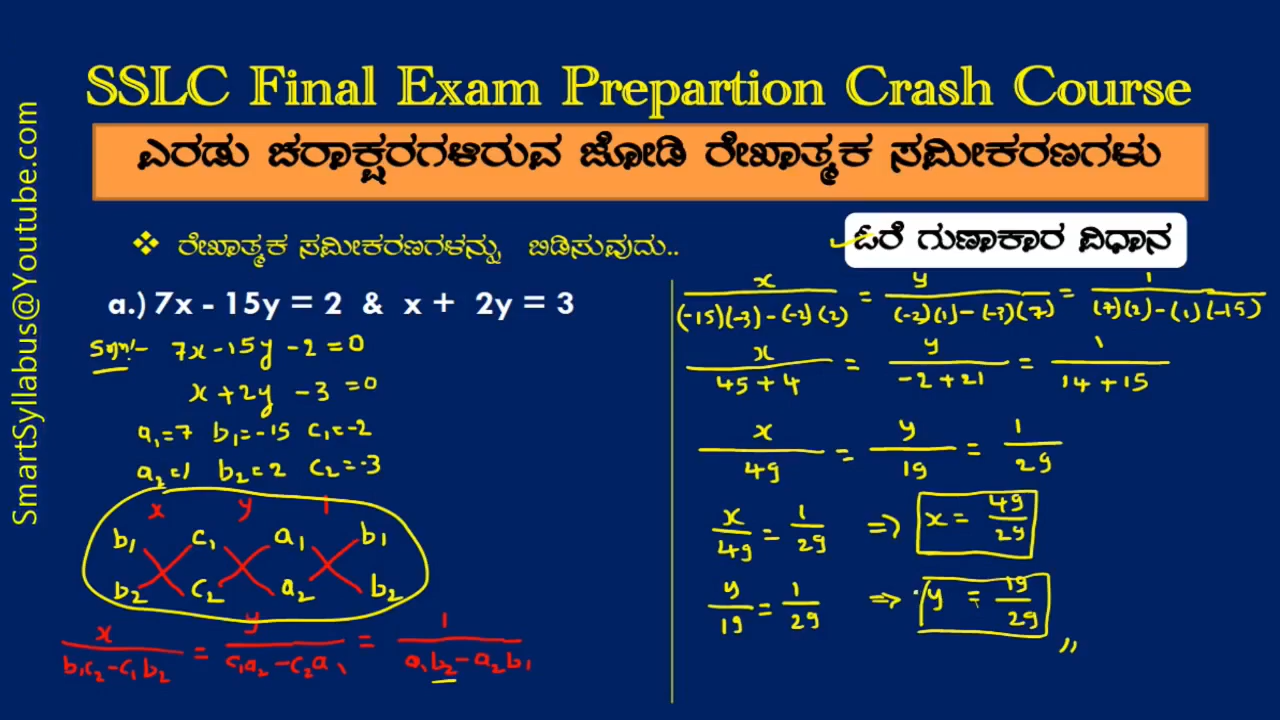 SmartSyllabus@Youtube.com
SSLC Final Exam Prepartion Crash Course
ಎರಡು ಚರಾಕ್ಷರಗಳಿರುವ ಜೋಡಿ ರೇಖಾತ್ಮಕ ಸಮೀಕರಣಗಳು
❖ ರೇಖಾತ್ಮಕ ಸಮೀಕರಣಗಳನ್ನು ಬಿಡಿಸುವುದು..
a.) 7x - 15y = 2 & x + 2y = 3
Soln:- 7x - 15y - 2 = 0
x + 2y - 3 = 0
a₁=7 b₁=-15 c₁=-2
a₂=1 b₂=2 c₂=-3
x y 1
b₁ c₁ a₁ b₁
b₂ c₂ a₂ b₂
x/(b₁c₂-c₁b₂) = y/(c₁a₂-c₂a₁) = 1/(a₁b₂-a₂b₁)
ಓರೆ ಗುಣಾಕಾರ ವಿಧಾನ
x/((-15)(-3)-(-2)(2)) = y/((-2)(1)-(-3)(7)) = 1/((7)(2)-(1)(-15))
x/(45+4) = y/(-2+21) = 1/(14+15)
x/49 = y/19 = 1/29
x/49 = 1/29 => x = 49/29
y/19 = 1/29 => y = 19/29 ,,